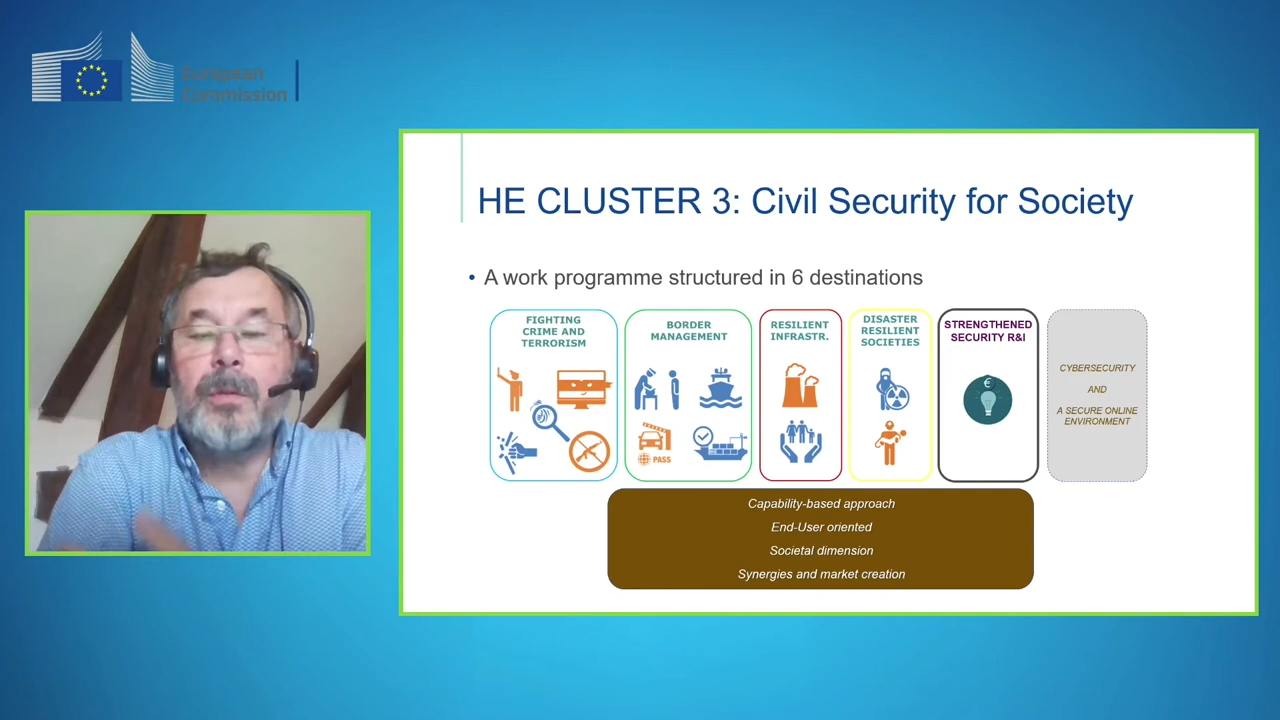 European
Commission
HE CLUSTER 3: Civil Security for Society
• A work programme structured in 6 destinations
FIGHTING
CRIME AND
TERRORISM
BORDER
MANAGEMENT
PASS
RESILIENT
INFRASTR.
DISASTER
RESILIENT
SOCIETIES
STRENGTHENED
SECURITY R&I
€
CYBERSECURITY
AND
A SECURE ONLINE
ENVIRONMENT
Capability-based approach
End-User oriented
Societal dimension
Synergies and market creation